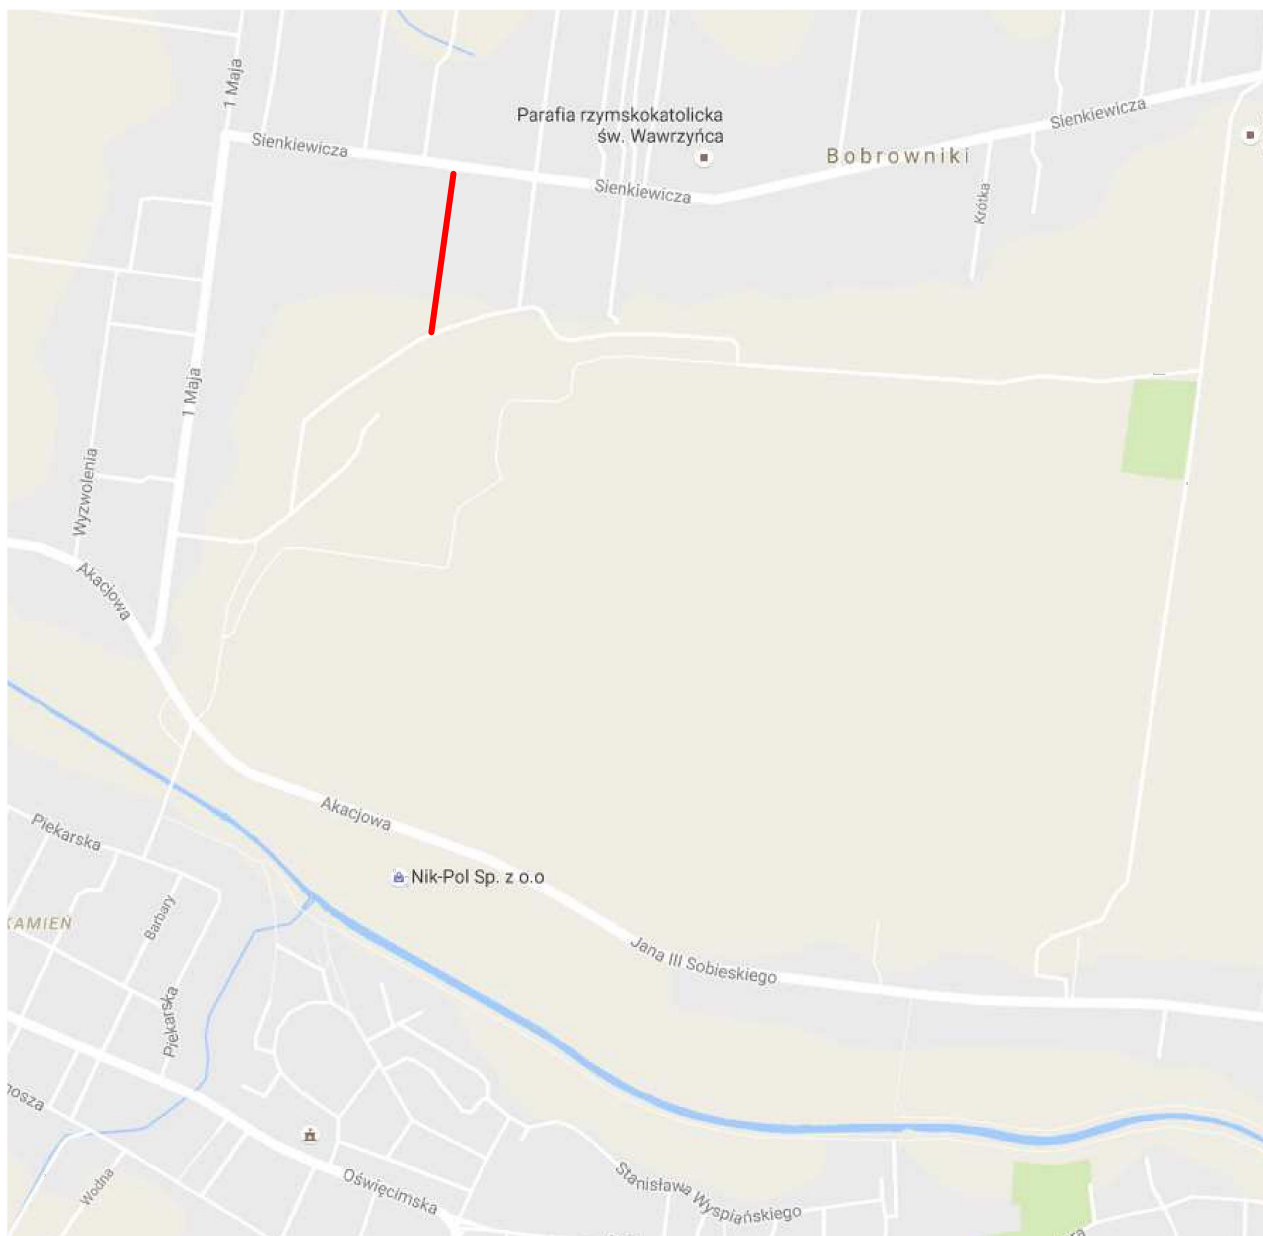 1 Maja
Parafia rzymskokatolicka
św. Wawrzyńca
Sienkiewicza
Sienkiewicza
Bobrowniki
Sienkiewicza
Krótka
1 Maja
Wyzwolenia
Akacjowa
Akacjowa
Piekarska
Nik-Pol Sp. z o.o
Barbary
KAMIEŃ
Jana III Sobieskiego
Piekarska
nosza
Wodna
Oświęcimska
Stanisława Wyspiańskiego